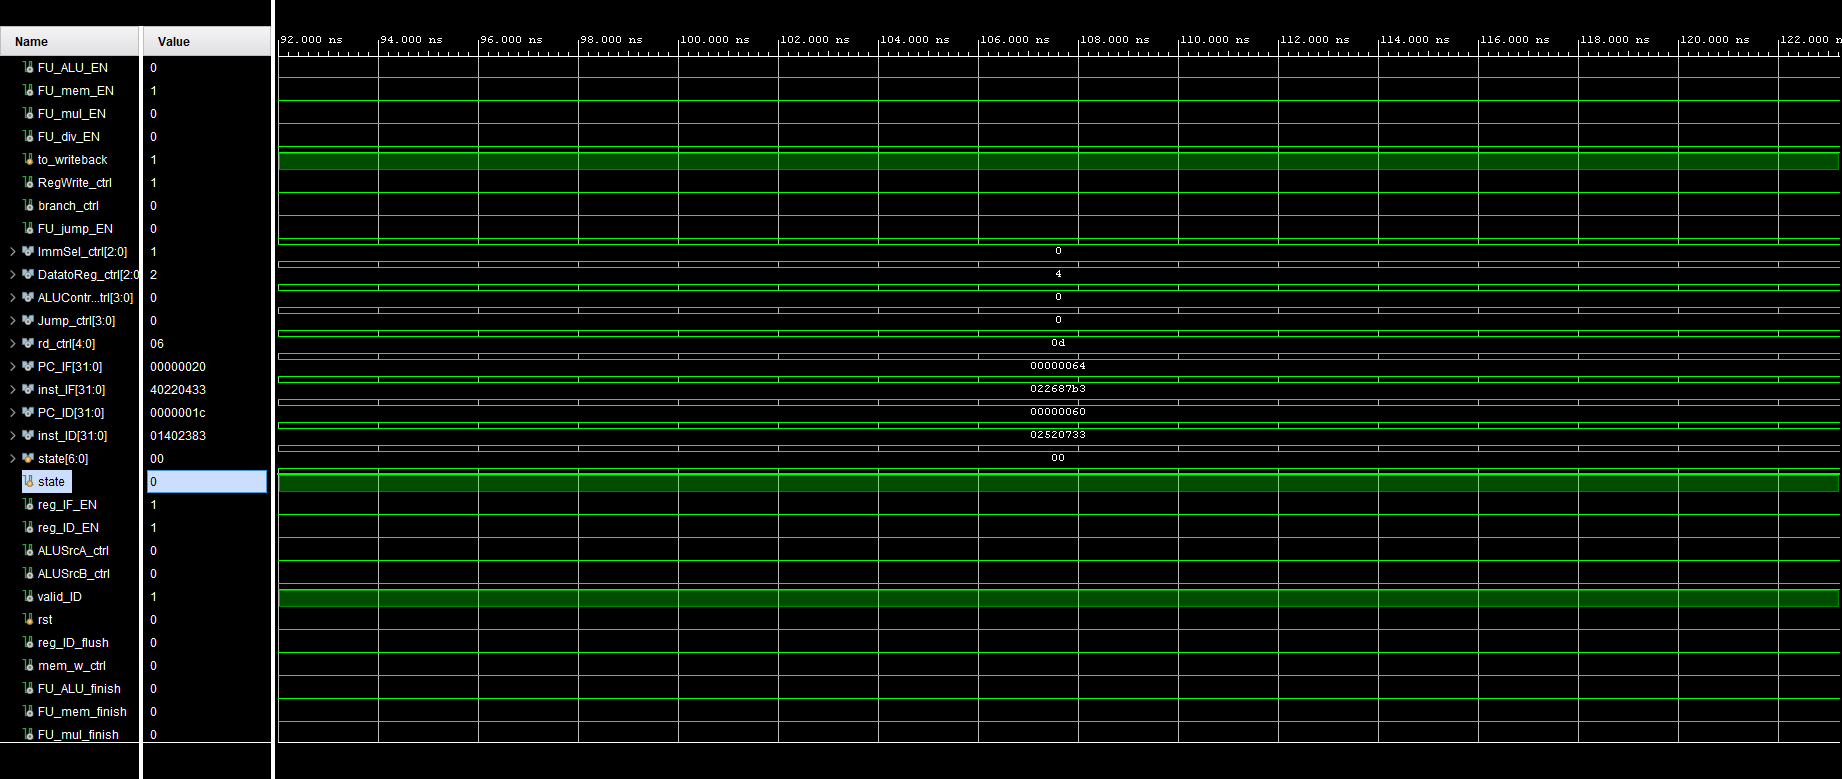 Name Value 92.000 ns 94.000 ns 96.000 ns 98.000 ns 100.000 ns 102.000 ns 104.000 ns 106.000 ns 108.000 ns 110.000 ns 112.000 ns 114.000 ns 116.000 ns 118.000 ns 120.000 ns 122.000 n
FU_ALU_EN 0
FU_mem_EN 1
FU_mul_EN 0
FU_div_EN 0
to_writeback 1
RegWrite_ctrl 1
branch_ctrl 0
FU_jump_EN 0
ImmSel_ctrl[2:0] 1 0
DatatoReg_ctrl[2:0 2 4
ALUContr...trl[3:0] 0 0
Jump_ctrl[3:0] 0 0
rd_ctrl[4:0] 06 0d
PC_IF[31:0] 00000020 00000064
inst_IF[31:0] 40220433 022687b3
PC_ID[31:0] 0000001c 00000060
inst_ID[31:0] 01402383 02520733
state[6:0] 00 00
state 0
reg_IF_EN 1
reg_ID_EN 1
ALUSrcA_ctrl 0
ALUSrcB_ctrl 0
valid_ID 1
rst 0
reg_ID_flush 0
mem_w_ctrl 0
FU_ALU_finish 0
FU_mem_finish 0
FU_mul_finish 0